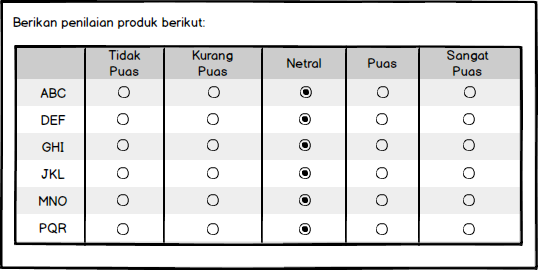 Berikan penilaian produk berikut:
Tidak Puas Kurang Puas Netral Puas Sangat Puas
ABC
DEF
GHI
JKL
MNO
PQR